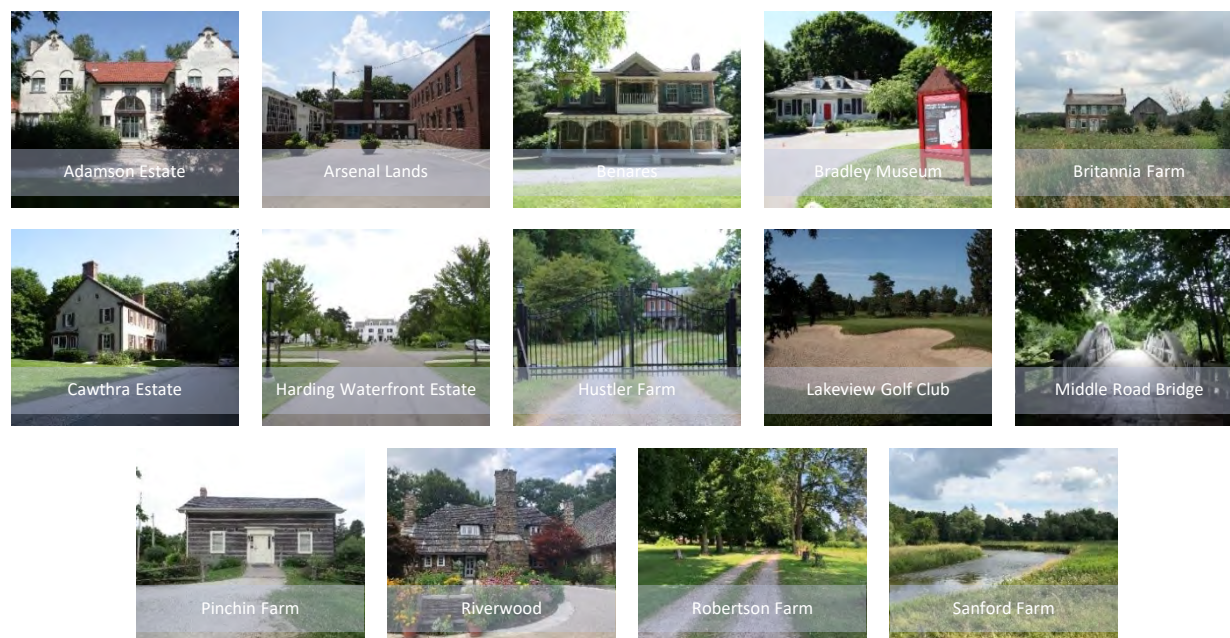 Adamson Estate
Arsenal Lands
Benares
Bradley Museum
Britannia Farm
Cawthra Estate
Harding Waterfront Estate
Hustler Farm
Lakeview Golf Club
Middle Road Bridge
Pinchin Farm
Riverwood
Robertson Farm
Sanford Farm